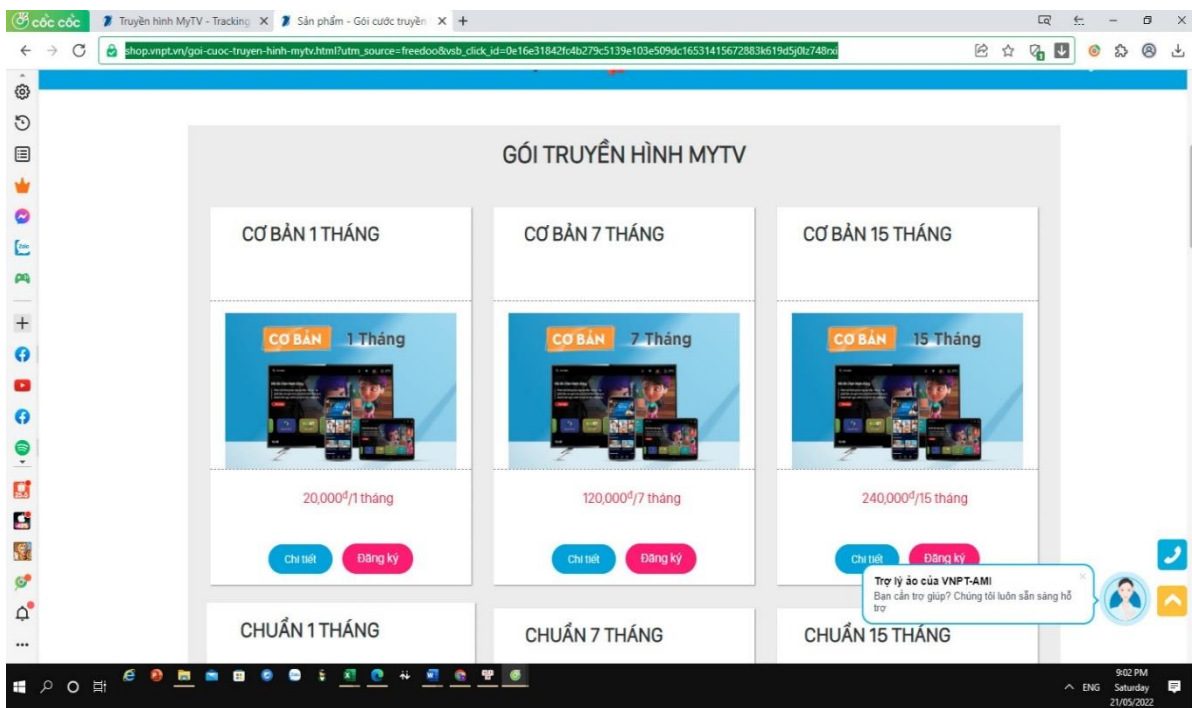 cốc cốc
Truyền hình MyTV - Tracking
Sản phẩm - Gói cước truyền
shop.vnpt.vn/goi-cuoc-truyen-hinh-mytv.html?utm_source=freedoo&vsb_click_id=0e16e31842fc4b279c5139e103e509dc16531415672883k619d5j0lz748rxi
GÓI TRUYỀN HÌNH MYTV
CƠ BẢN 1 THÁNG
CƠ BẢN 7 THÁNG
CƠ BẢN 15 THÁNG
CƠ BẢN 1 Tháng
CƠ BẢN 7 Tháng
CƠ BẢN 15 Tháng
20,000đ/1 tháng
120,000đ/7 tháng
240,000đ/15 tháng
Chi tiết Đăng ký
Chi tiết Đăng ký
Chi tiết Đăng ký
Trợ lý ảo của VNPT-AMI
Bạn cần trợ giúp? Chúng tôi luôn sẵn sàng hỗ
trợ
CHUẨN 1 THÁNG
CHUẨN 7 THÁNG
CHUẨN 15 THÁNG
9:02 PM
ENG Saturday
21/05/2022